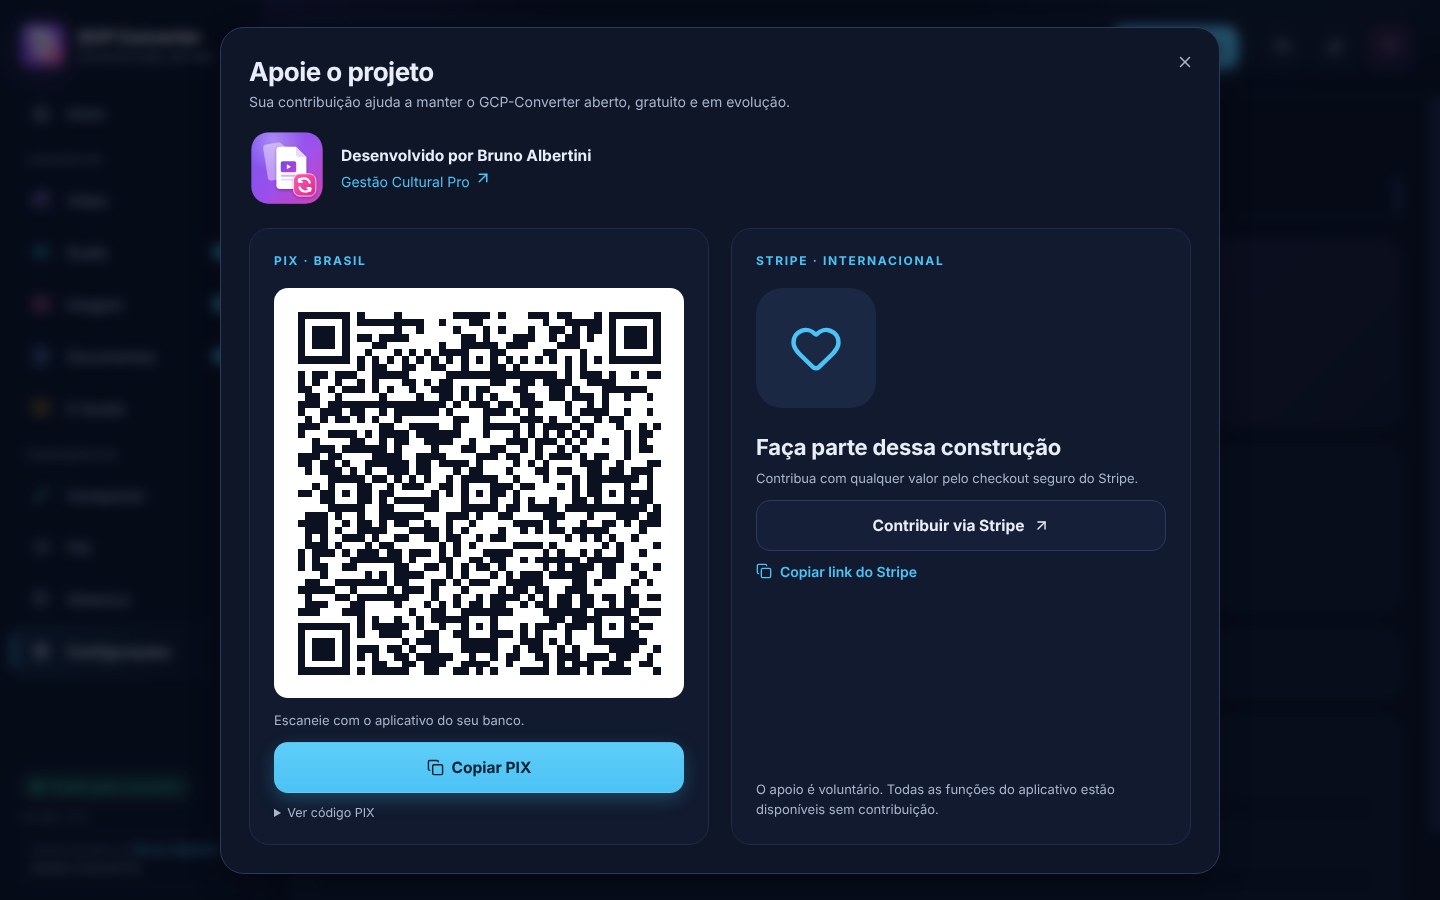 Apoie o projeto
Sua contribuição ajuda a manter o GCP-Converter aberto, gratuito e em evolução.
Desenvolvido por Bruno Albertini
Gestão Cultural Pro
PIX · BRASIL
Escaneie com o aplicativo do seu banco.
Copiar PIX
Ver código PIX
STRIPE · INTERNACIONAL
Faça parte dessa construção
Contribua com qualquer valor pelo checkout seguro do Stripe.
Contribuir via Stripe
Copiar link do Stripe
O apoio é voluntário. Todas as funções do aplicativo estão
disponíveis sem contribuição.